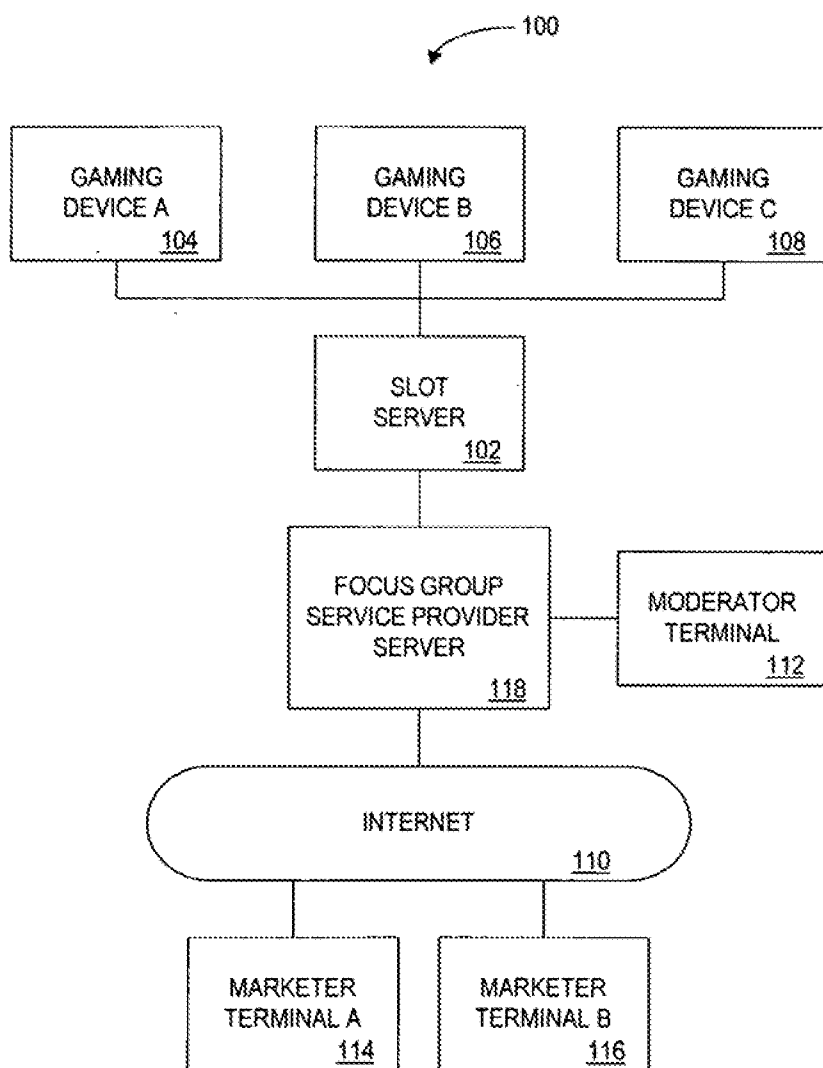 100
GAMING
DEVICE A
104
GAMING
DEVICE B
106
GAMING
DEVICE C
108
SLOT
SERVER
102
FOCUS GROUP
SERVICE PROVIDER
SERVER
118
MODERATOR
TERMINAL
112
INTERNET
110
MARKETER
TERMINAL A
114
MARKETER
TERMINAL B
116